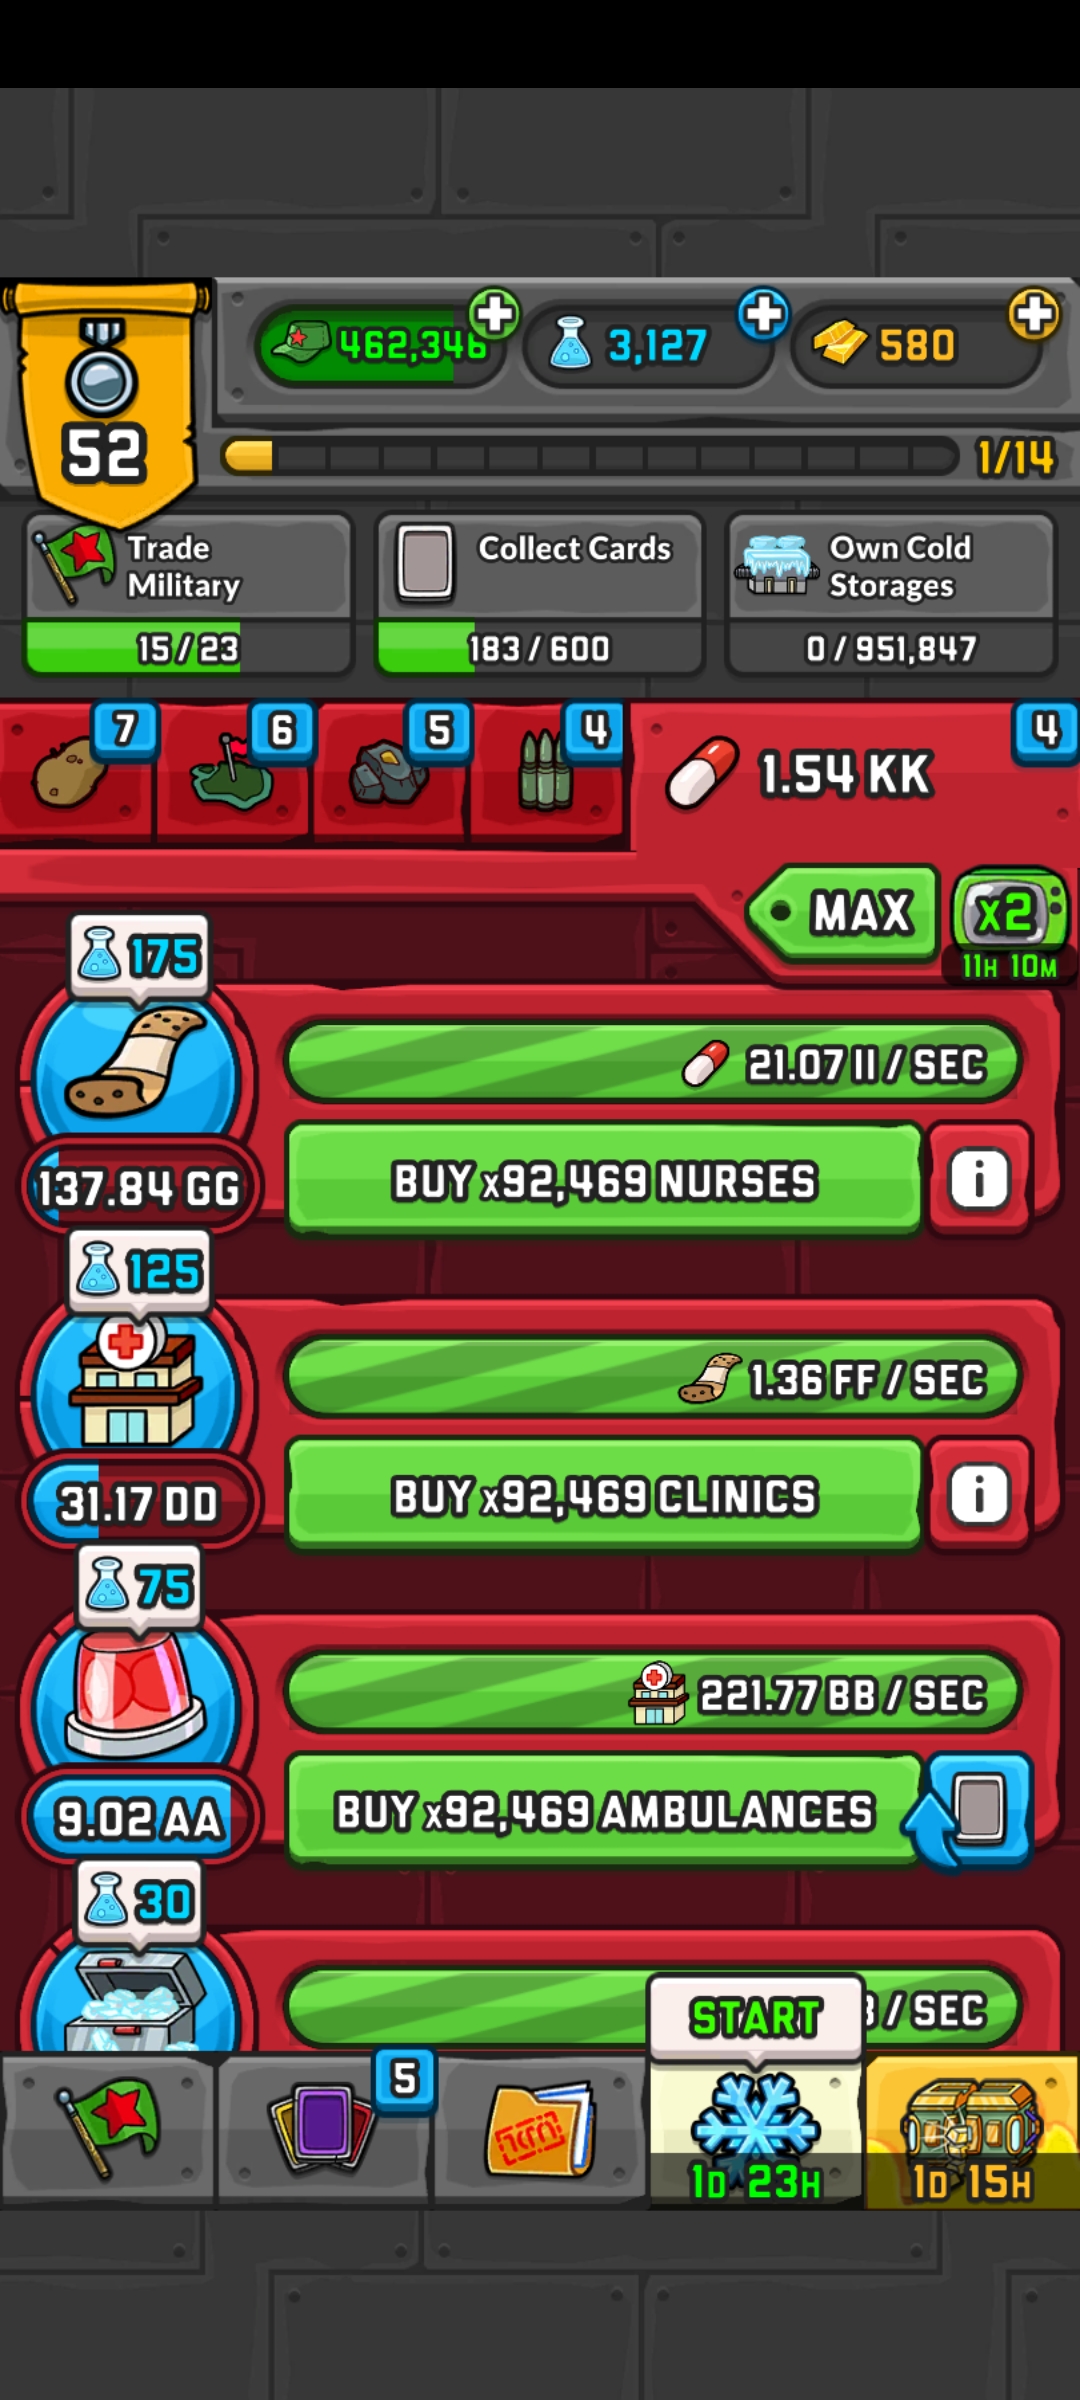 462,346
3,127
580
52
1/14
Trade
Military
15/23
Collect Cards
183/600
Own Cold
Storages
0/951,847
7
6
5
4
1.54 KK
4
MAX
x2
11H 10M
175
21.07 II / SEC
137.84 GG
BUY x92,469 NURSES
i
125
1.36 FF / SEC
31.17 DD
BUY x92,469 CLINICS
i
75
221.77 BB / SEC
9.02 AA
BUY x92,469 AMBULANCES
30
/ SEC
START
5
1D 23H
1D 15H